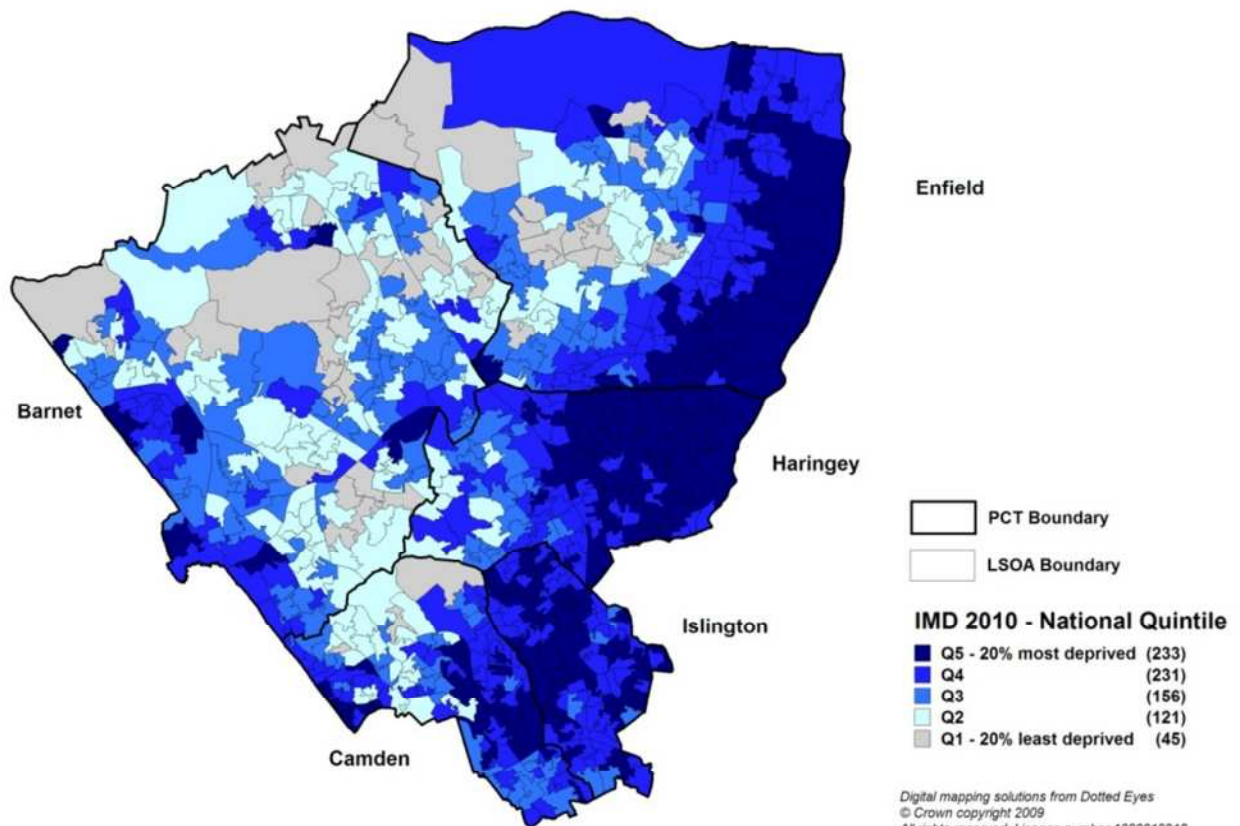 Enfield
Barnet
Haringey
PCT Boundary
LSOA Boundary
Islington
IMD 2010 - National Quintile
Q5 - 20% most deprived (233)
Q4 (231)
Q3 (156)
Q2 (121)
Q1 - 20% least deprived (45)
Camden
Digital mapping solutions from Dotted Eyes
© Crown copyright 2009